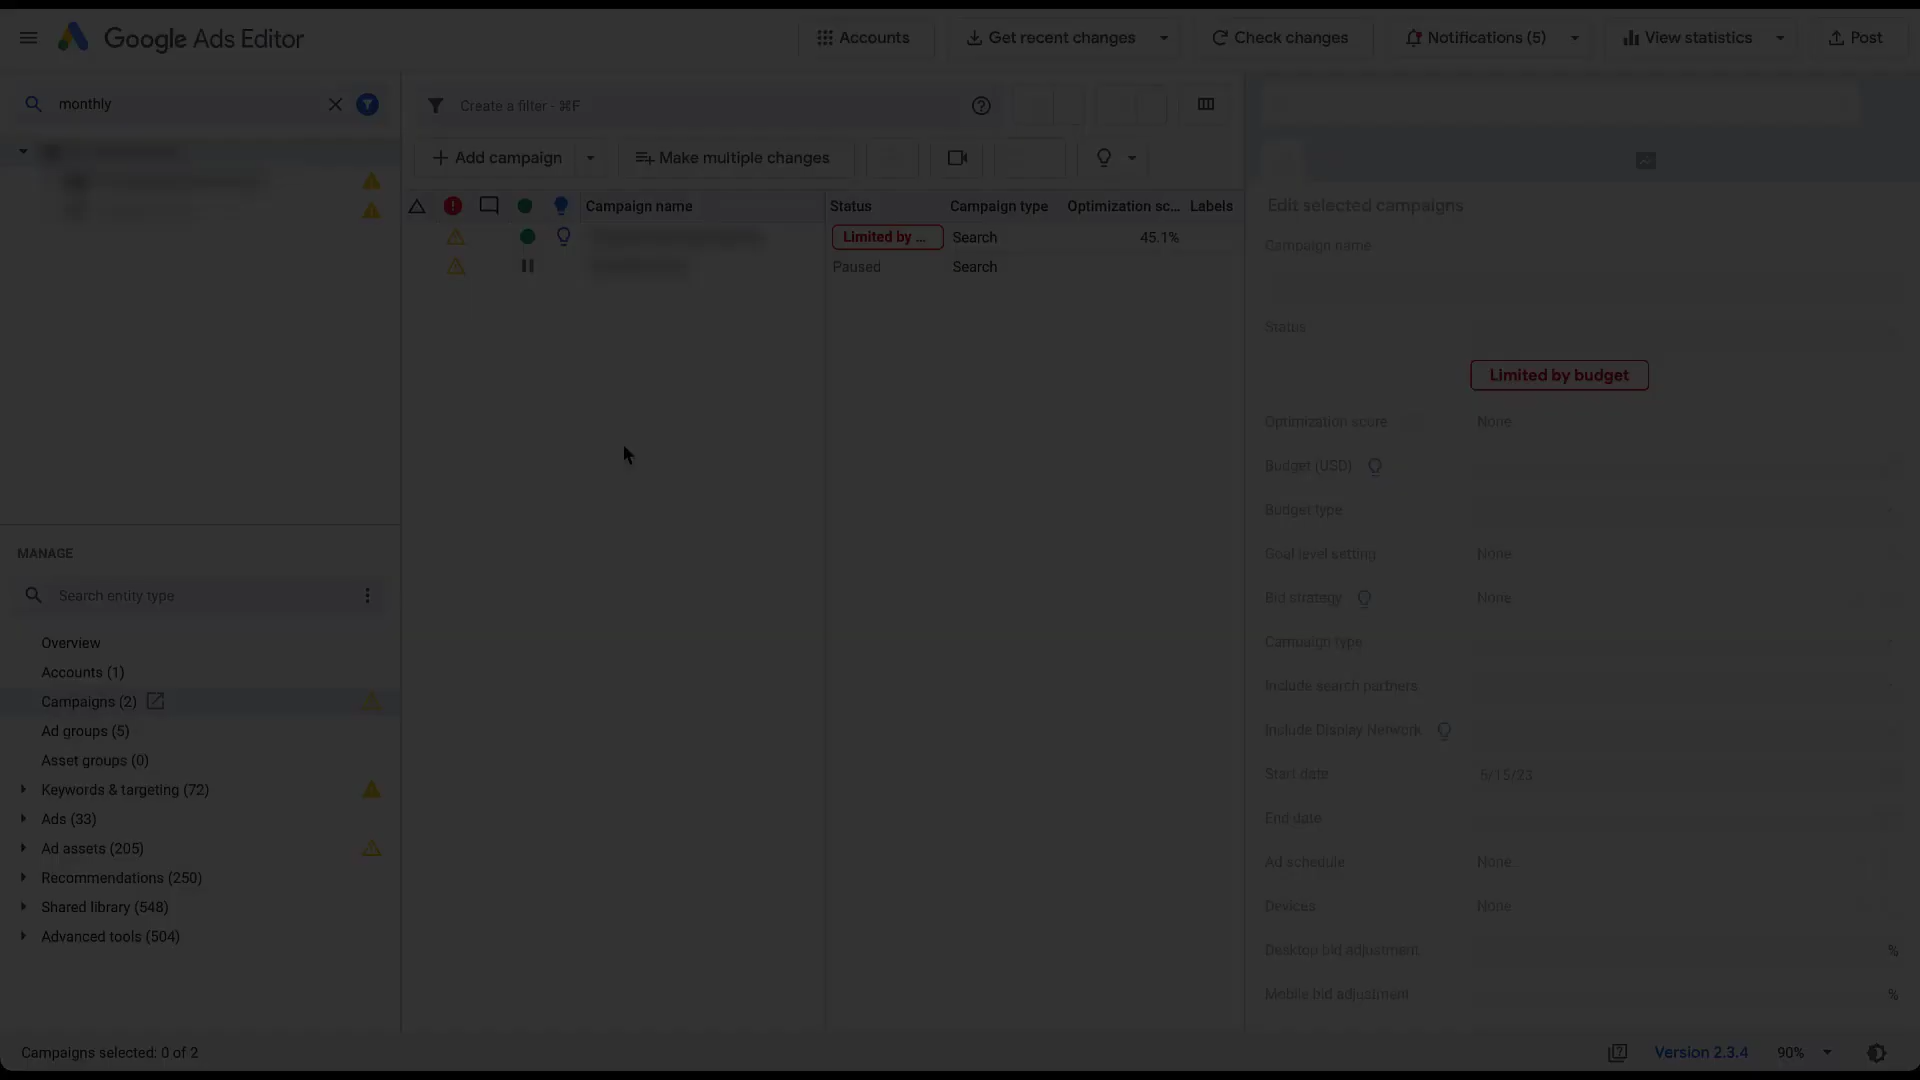 Google Ads Editor
Accounts
Get recent changes
Check changes
Notifications (5)
View statistics
Post
monthly
Create a filter - ⌘F
Add campaign
Make multiple changes
Campaign name
Status
Campaign type
Optimization sc...
Labels
Limited by ...
Search
45.1%
Paused
Search
Edit selected campaigns
Campaign name
Status
Limited by budget
Optimization score
None
Budget (USD)
Budget type
Goal level setting
None
Bid strategy
None
Campaign type
Include search partners
Include Display Network
Start date
5/15/23
End date
Ad schedule
None
Devices
None
Desktop bid adjustment
%
Mobile bid adjustment
%
MANAGE
Search entity type
Overview
Accounts (1)
Campaigns (2)
Ad groups (5)
Asset groups (0)
Keywords & targeting (72)
Ads (33)
Ad assets (205)
Recommendations (250)
Shared library (548)
Advanced tools (504)
Campaigns selected: 0 of 2
Version 2.3.4
90%